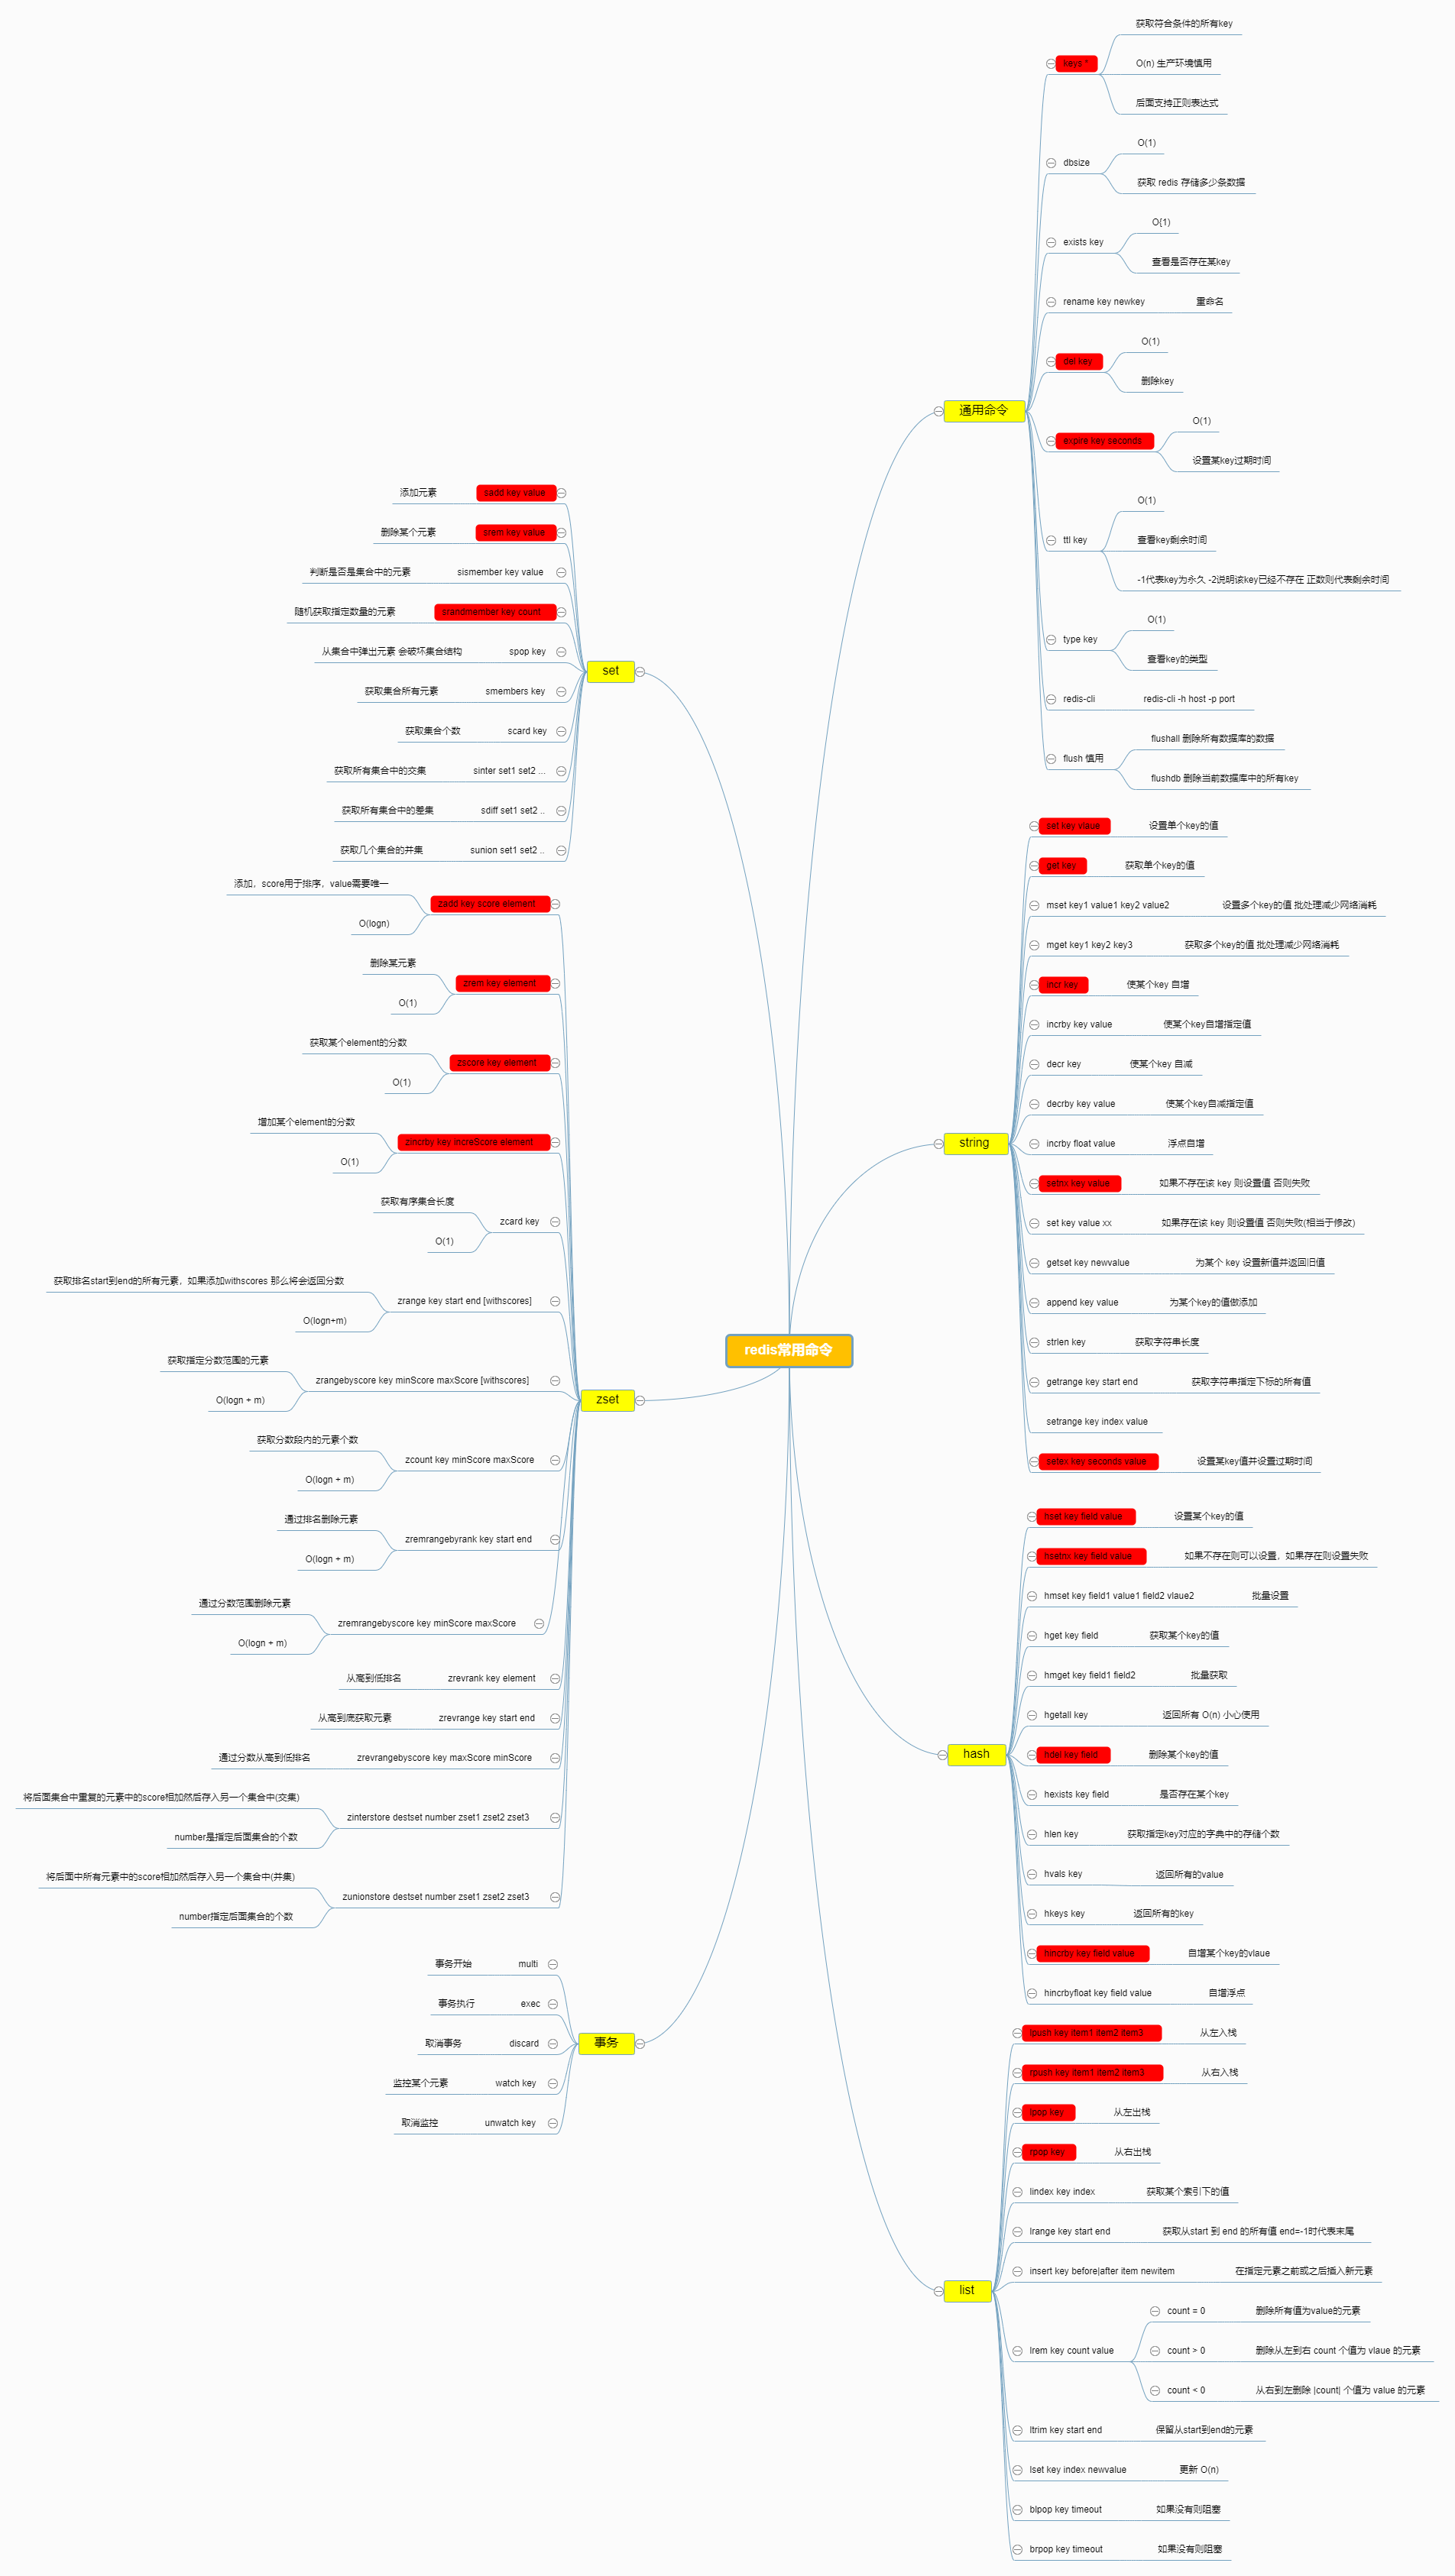 redis常用命令
通用命令
keys *
获取符合条件的所有key
O(n) 生产环境慎用
后面支持正则表达式
dbsize
O(1)
获取 redis 存储多少条数据
exists key
O(1)
查看是否存在某key
rename key newkey
重命名
del key
O(1)
删除key
expire key seconds
O(1)
设置某key过期时间
ttl key
O(1)
查看key剩余时间
-1代表key为永久 -2说明该key已经不存在 正数则代表剩余时间
type key
O(1)
查看key的类型
redis-cli
redis-cli -h host -p port
flush 慎用
flushall 删除所有数据库的数据
flushdb 删除当前数据库中的所有key
string
set key vlaue
设置单个key的值
get key
获取单个key的值
mset key1 value1 key2 value2
设置多个key的值 批处理减少网络消耗
mget key1 key2 key3
获取多个key的值 批处理减少网络消耗
incr key
使某个key 自增
incrby key value
使某个key自增指定值
decr key
使某个key 自减
decrby key value
使某个key自减指定值
incrby float value
浮点自增
setnx key value
如果不存在该 key 则设置值 否则失败
set key value xx
如果存在该 key 则设置值 否则失败(相当于修改)
getset key newvalue
为某个 key 设置新值并返回旧值
append key value
为某个key的值做添加
strlen key
获取字符串长度
getrange key start end
获取字符串指定下标的所有值
setrange key index value
setex key seconds value
设置某key值并设置过期时间
hash
hset key field value
设置某个key的值
hsetnx key field value
如果不存在则可以设置，如果存在则设置失败
hmset key field1 value1 field2 vlaue2
批量设置
hget key field
获取某个key的值
hmget key field1 field2
批量获取
hgetall key
返回所有 O(n) 小心使用
hdel key field
删除某个key的值
hexists key field
是否存在某个key
hlen key
获取指定key对应的字典中的存储个数
hvals key
返回所有的value
hkeys key
返回所有的key
hincrby key field value
自增某个key的vlaue
hincrbyfloat key field value
自增浮点
list
lpush key item1 item2 item3
从左入栈
rpush key item1 item2 item3
从右入栈
lpop key
从左出栈
rpop key
从右出栈
lindex key index
获取某个索引下的值
lrange key start end
获取从start 到 end 的所有值 end=-1时代表末尾
insert key before|after item newitem
在指定元素之前或之后插入新元素
lrem key count value
count = 0
删除所有值为value的元素
count > 0
删除从左到右 count 个值为 vlaue 的元素
count < 0
从右到左删除 |count| 个值为 value 的元素
ltrim key start end
保留从start到end的元素
lset key index newvalue
更新 O(n)
blpop key timeout
如果没有则阻塞
brpop key timeout
如果没有则阻塞
set
sadd key value
添加元素
srem key value
删除某个元素
sismember key value
判断是否是集合中的元素
srandmember key count
随机获取指定数量的元素
spop key
从集合中弹出元素 会破坏集合结构
smembers key
获取集合所有元素
scard key
获取集合个数
sinter set1 set2 ...
获取所有集合中的交集
sdiff set1 set2 ..
获取所有集合中的差集
sunion set1 set2 ..
获取几个集合的并集
zset
zadd key score element
添加，score用于排序，value需要唯一
O(logn)
zrem key element
删除某元素
O(1)
zscore key element
获取某个element的分数
O(1)
zincrby key increScore element
增加某个element的分数
O(1)
zcard key
获取有序集合长度
O(1)
zrange key start end [withscores]
获取排名start到end的所有元素，如果添加withscores 那么将会返回分数
O(logn+m)
zrangebyscore key minScore maxScore [withscores]
获取指定分数范围的元素
O(logn + m)
zcount key minScore maxScore
获取分数段内的元素个数
O(logn + m)
zremrangebyrank key start end
通过排名删除元素
O(logn + m)
zremrangebyscore key minScore maxScore
通过分数范围删除元素
O(logn + m)
zrevrank key element
从高到低排名
zrevrange key start end
从高到底获取元素
zrevrangebyscore key maxScore minScore
通过分数从高到低排名
zinterstore destset number zset1 zset2 zset3
将后面集合中重复的元素中的score相加然后存入另一个集合中(交集)
number是指定后面集合的个数
zunionstore destset number zset1 zset2 zset3
将后面中所有元素中的score相加然后存入另一个集合中(并集)
number指定后面集合的个数
事务
multi
事务开始
exec
事务执行
discard
取消事务
watch key
监控某个元素
unwatch key
取消监控